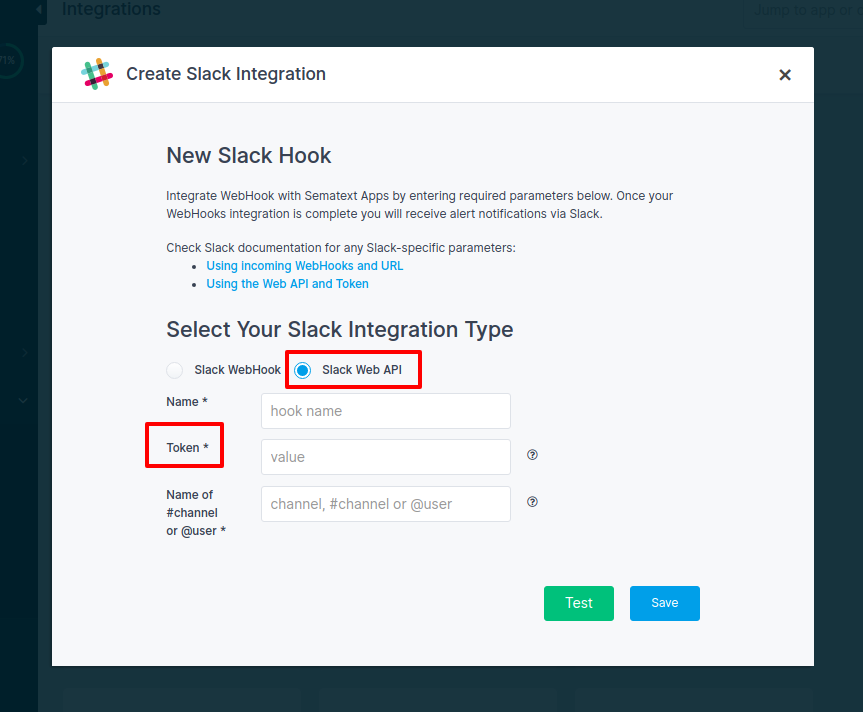 Integrations
Jump to app or
71%
Create Slack Integration
×
New Slack Hook
Integrate WebHook with Sematext Apps by entering required parameters below. Once your
WebHooks integration is complete you will receive alert notifications via Slack.
Check Slack documentation for any Slack-specific parameters:
• Using incoming WebHooks and URL
• Using the Web API and Token
Select Your Slack Integration Type
Slack WebHook Slack Web API
Name * hook name
Token * value ?
Name of
#channel
or @user * channel, #channel or @user ?
Test Save